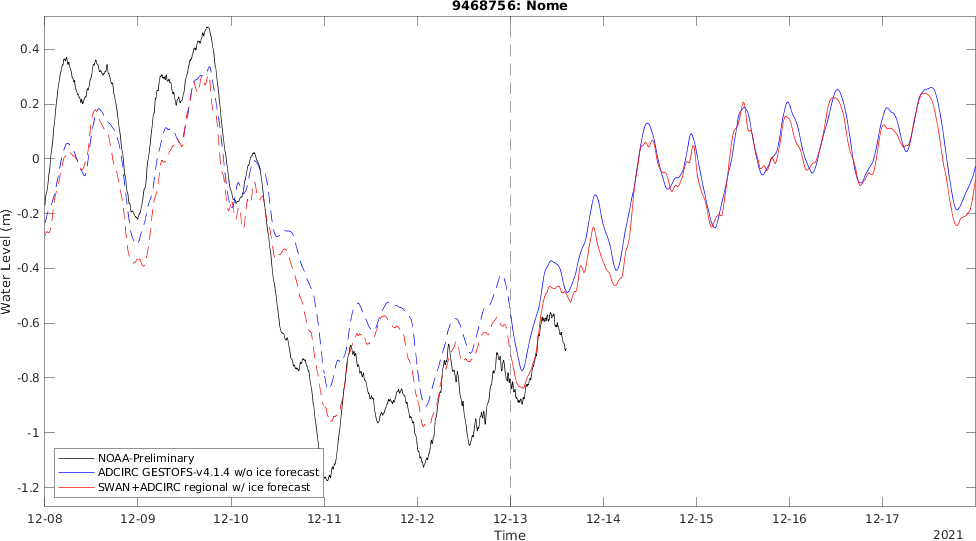 9468756: Nome
0.4
0.2
0
-0.2
-0.4
-0.6
-0.8
-1
-1.2
Water Level (m)
NOAA-Preliminary
ADCIRC GESTOFS-v4.1.4 w/o ice forecast
SWAN+ADCIRC regional w/ ice forecast
12-08 12-09 12-10 12-11 12-12 12-13 12-14 12-15 12-16 12-17
Time
2021